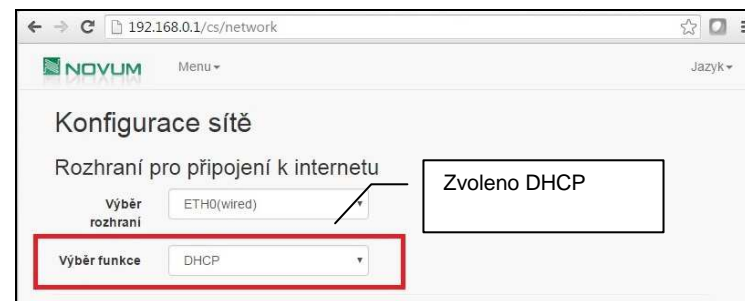 192.168.0.1/cs/network
NOVUM Menu Jazyk
Konfigurace sítě
Rozhraní pro připojení k internetu
Zvoleno DHCP
Výběr
rozhraní
ETH0(wired)
Výběr funkce DHCP